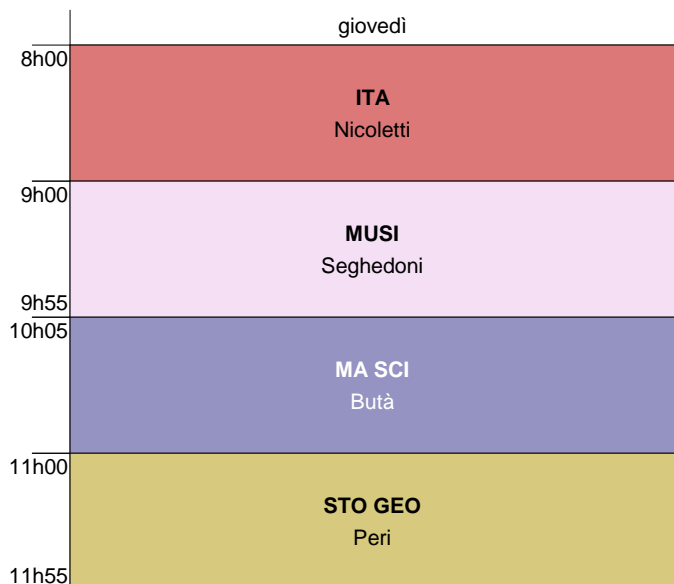 giovedì
8h00
ITA
Nicoletti
9h00
MUSI
Seghedoni
9h55
10h05
MA SCI
Butà
11h00
STO GEO
Peri
11h55